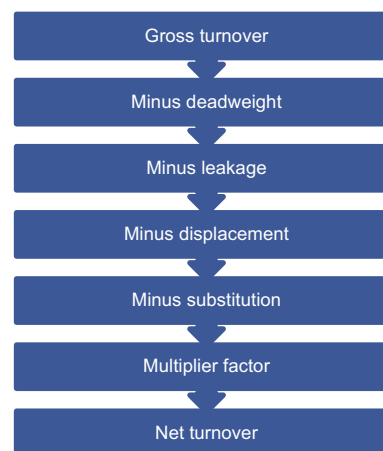 Gross turnover
Minus deadweight
Minus leakage
Minus displacement
Minus substitution
Multiplier factor
Net turnover